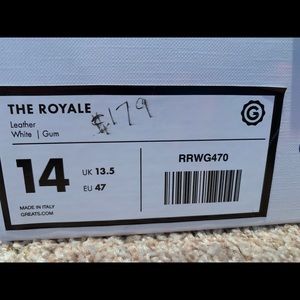 THE ROYALE
Leather
White | Gum
$179
G
14
UK 13.5
EU 47
RRWG470
MADE IN ITALY
GREATS.COM